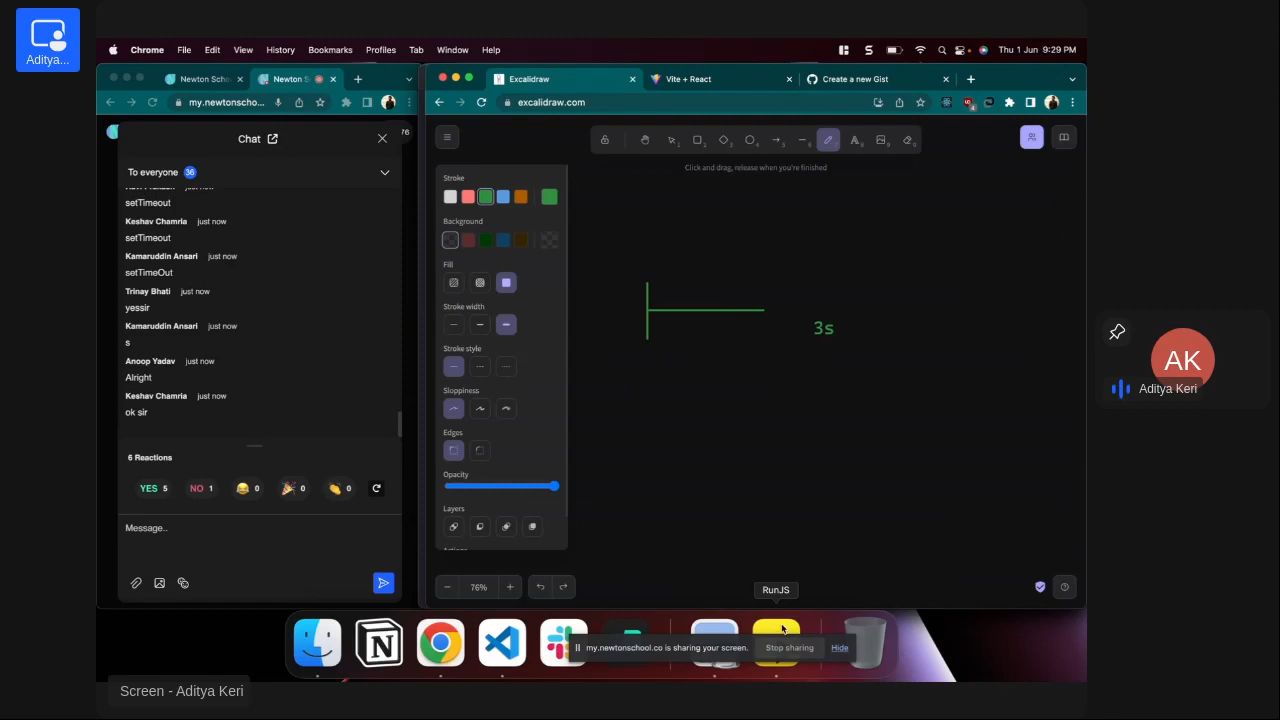 Aditya...
Chrome File Edit View History Bookmarks Profiles Tab Window Help
Thu 1 Jun 9:29 PM
Newton Scho
Newton S
Excalidraw
Vite + React
Create a new Gist
my.newtonscho...
excalidraw.com
Chat
76
To everyone 36
just now
setTimeout
Keshav Chamria just now
setTimeout
Kamaruddin Ansari just now
setTimeOut
Trinay Bhati just now
yessir
Kamaruddin Ansari just now
s
Anoop Yadav just now
Alright
Keshav Chamria just now
ok sir
6 Reactions
YES 5 NO 1 0 0 0
Message..
Click and drag, release when you're finished
Stroke
Background
Fill
Stroke width
Stroke style
Sloppiness
Edges
Opacity
Layers
3s
76%
RunJS
my.newtonschool.co is sharing your screen.
Stop sharing
Hide
AK
Aditya Keri
Screen - Aditya Keri